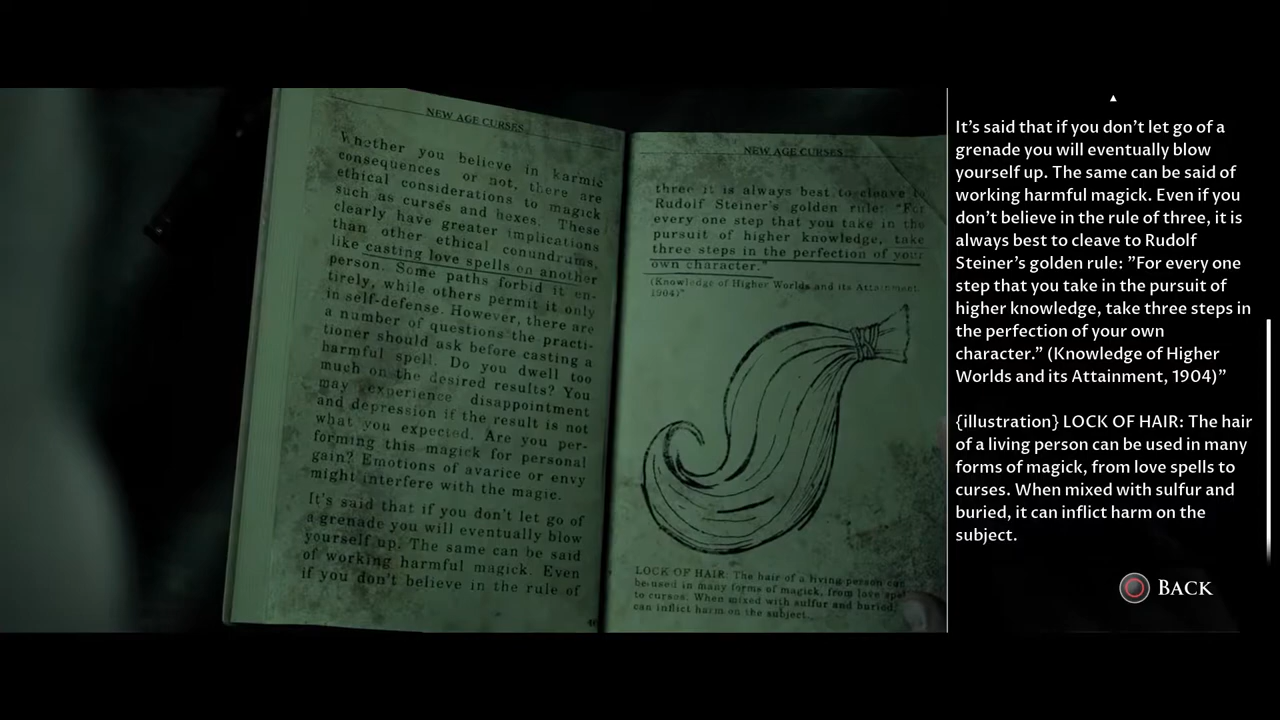 NEW AGE CURSES
Whether you believe in karmic
consequences or not, there are
ethical considerations to magick
such as curses and hexes. These
clearly have greater implications
than other ethical conundrums,
like casting love spells on another
person. Some paths forbid it en-
tirely, while others permit it only
in self-defense. However, there are
a number of questions the practi-
tioner should ask before casting a
harmful spell. Do you dwell too
much on the desired results? You
may experience disappointment
and depression if the result is not
what you expected. Are you per-
forming this magick for personal
gain? Emotions of avarice or envy
might interfere with the magic.
It's said that if you don't let go of
a grenade you will eventually blow
yourself up. The same can be said
of working harmful magick. Even
if you don't believe in the rule of
NEW AGE CURSES
three it is always best to cleave to
Rudolf Steiner's golden rule: "For
every one step that you take in the
pursuit of higher knowledge, take
three steps in the perfection of your
own character."
(Knowledge of Higher Worlds and its Attainment,
1904)"
LOCK OF HAIR: The hair of a living person can
be used in many forms of magick, from love
to curses. When mixed with sulfur and buried,
can inflict harm on the subject.
It's said that if you don't let go of a
grenade you will eventually blow
yourself up. The same can be said of
working harmful magick. Even if you
don't believe in the rule of three, it is
always best to cleave to Rudolf
Steiner's golden rule: "For every one
step that you take in the pursuit of
higher knowledge, take three steps in
the perfection of your own
character." (Knowledge of Higher
Worlds and its Attainment, 1904)"
{illustration} LOCK OF HAIR: The hair
of a living person can be used in many
forms of magick, from love spells to
curses. When mixed with sulfur and
buried, it can inflict harm on the
subject.
BACK